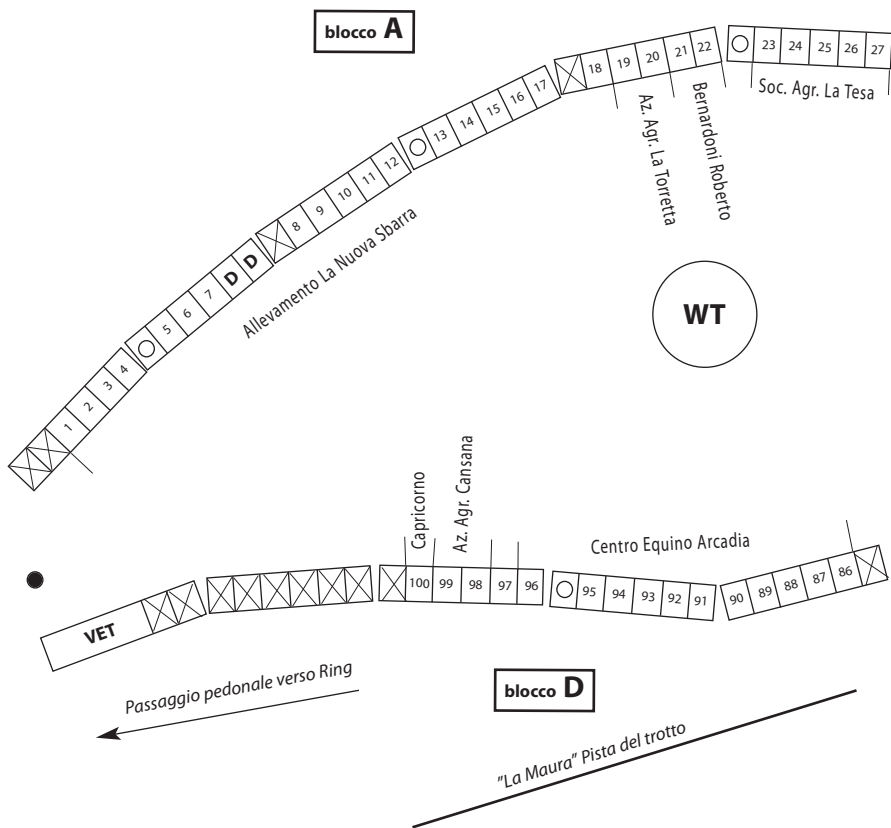 blocco A
23 24 25 26 27
Soc. Agr. La Tesa
18 19 20 21 22
Az. Agr. La Torretta
Bernardoni Roberto
13 14 15 16 17
8 9 10 11 12
5 6 7 D D
1 2 3 4
Allevamento La Nuova Sbarra
WT
Capricorno
Az. Agr. Cansana
Centro Equino Arcadia
VET
100 99 98 97 96
95 94 93 92 91
90 89 88 87 86
Passaggio pedonale verso Ring
blocco D
"La Maura" Pista del trotto